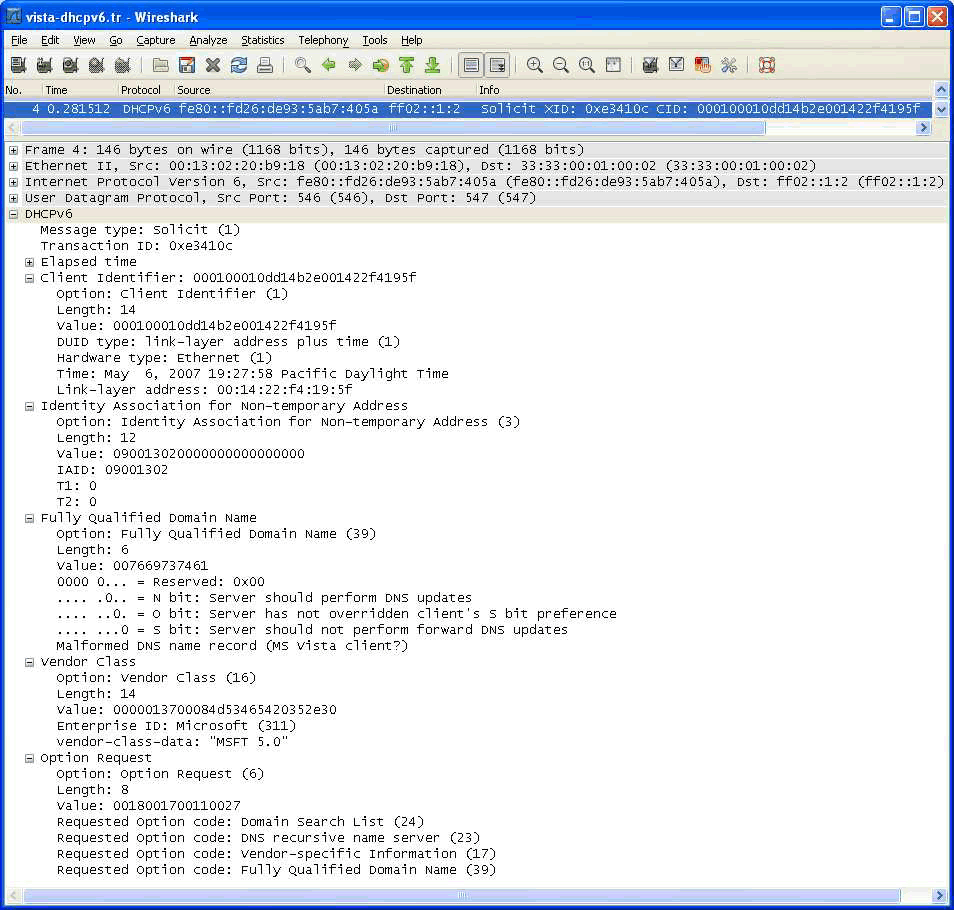 vista-dhcpv6.tr - Wireshark
File Edit View Go Capture Analyze Statistics Telephony Tools Help
No. Time Protocol Source Destination Info
4 0.281512 DHCPv6 fe80::fd26:de93:5ab7:405a ff02::1:2 Solicit XID: 0xe3410c CID: 000100010dd14b2e001422f4195f
Frame 4: 146 bytes on wire (1168 bits), 146 bytes captured (1168 bits)
Ethernet II, Src: 00:13:02:20:b9:18 (00:13:02:20:b9:18), Dst: 33:33:00:01:00:02 (33:33:00:01:00:02)
Internet Protocol Version 6, Src: fe80::fd26:de93:5ab7:405a (fe80::fd26:de93:5ab7:405a), Dst: ff02::1:2 (ff02::1:2)
User Datagram Protocol, Src Port: 546 (546), Dst Port: 547 (547)
DHCPv6
Message type: Solicit (1)
Transaction ID: 0xe3410c
Elapsed time
Client Identifier: 000100010dd14b2e001422f4195f
Option: Client Identifier (1)
Length: 14
Value: 000100010dd14b2e001422f4195f
DUID type: link-layer address plus time (1)
Hardware type: Ethernet (1)
Time: May  6, 2007 19:27:58 Pacific Daylight Time
Link-layer address: 00:14:22:f4:19:5f
Identity Association for Non-temporary Address
Option: Identity Association for Non-temporary Address (3)
Length: 12
Value: 090013020000000000000000
IAID: 09001302
T1: 0
T2: 0
Fully Qualified Domain Name
Option: Fully Qualified Domain Name (39)
Length: 6
Value: 007669737461
0000 0... = Reserved: 0x00
.... .0.. = N bit: Server should perform DNS updates
.... ..0. = O bit: Server has not overridden client's S bit preference
.... ...0 = S bit: Server should not perform forward DNS updates
Malformed DNS name record (MS Vista client?)
Vendor Class
Option: Vendor Class (16)
Length: 14
Value: 0000013700084d53465420352e30
Enterprise ID: Microsoft (311)
vendor-class-data: "MSFT 5.0"
Option Request
Option: Option Request (6)
Length: 8
Value: 0018001700110027
Requested Option code: Domain Search List (24)
Requested Option code: DNS recursive name server (23)
Requested Option code: Vendor-specific Information (17)
Requested Option code: Fully Qualified Domain Name (39)